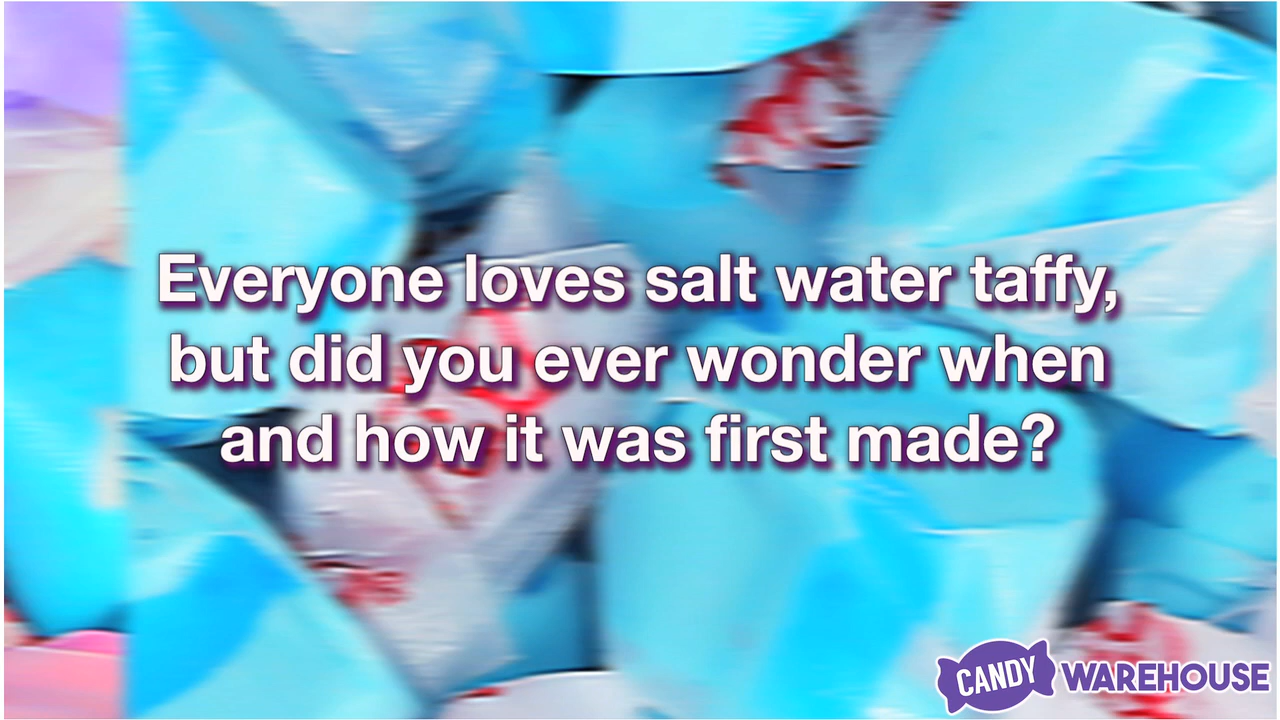 Everyone loves salt water taffy,
but did you ever wonder when
and how it was first made?
CANDY WAREHOUSE